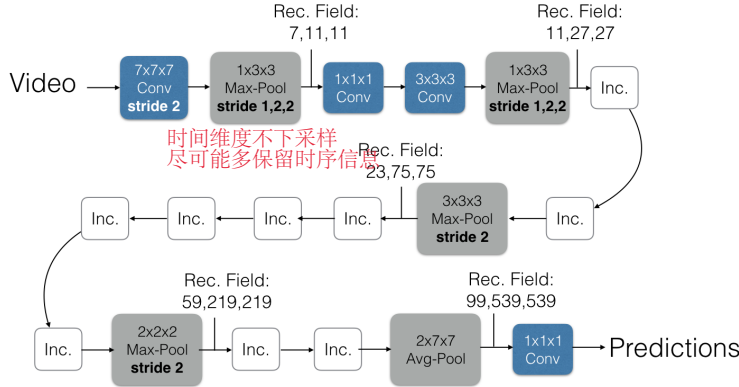 Rec. Field:
7,11,11
Rec. Field:
11,27,27
Video
7x7x7
Conv
stride 2
1x3x3
Max-Pool
stride 1,2,2
1x1x1
Conv
3x3x3
Conv
1x3x3
Max-Pool
stride 1,2,2
Inc.
时间维度不下采样
尽可能多保留时序信息
Rec. Field:
23,75,75
Inc.
Inc.
Inc.
Inc.
3x3x3
Max-Pool
stride 2
Inc.
Rec. Field:
59,219,219
Rec. Field:
99,539,539
Inc.
2x2x2
Max-Pool
stride 2
Inc.
Inc.
2x7x7
Avg-Pool
1x1x1
Conv
Predictions